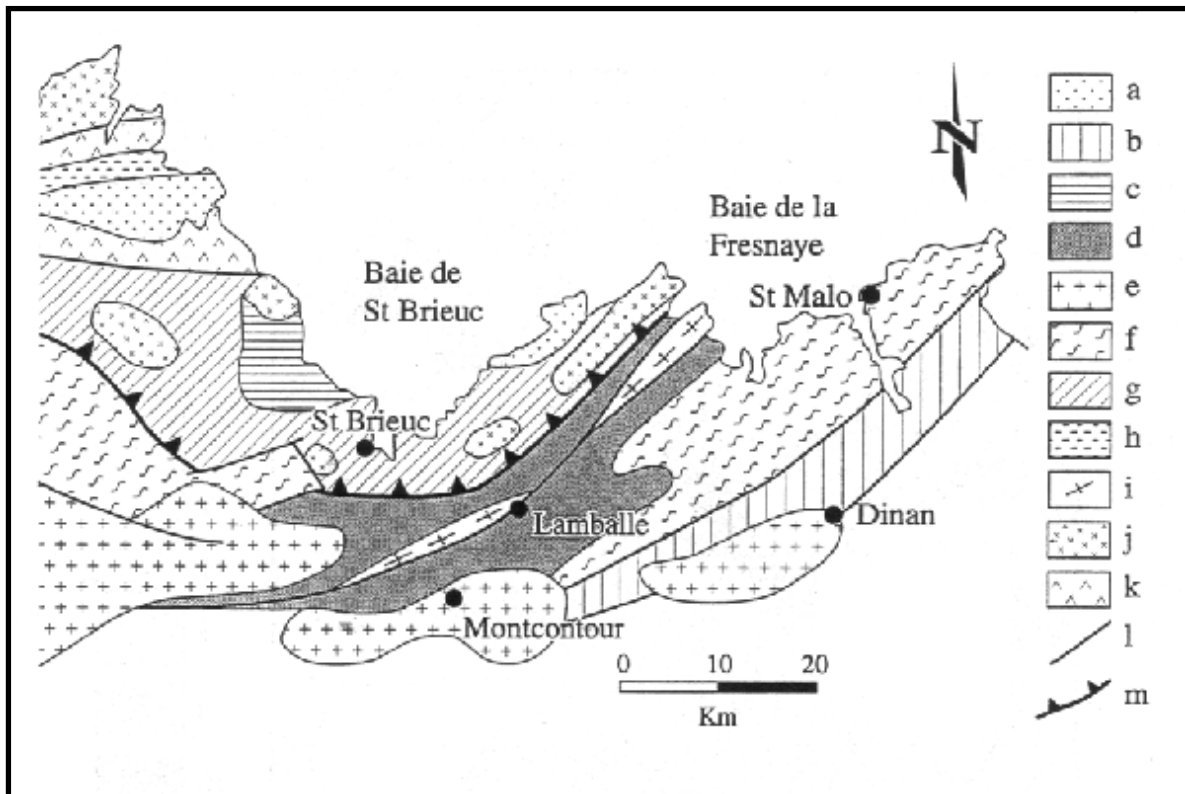 N
Baie de
St Brieuc
Baie de la
Fresnaye
St Malo
St Brieuc
Lamballe
Dinan
Montcontour
0 10 20
Km
a
b
c
d
e
f
g
h
i
j
k
l
m